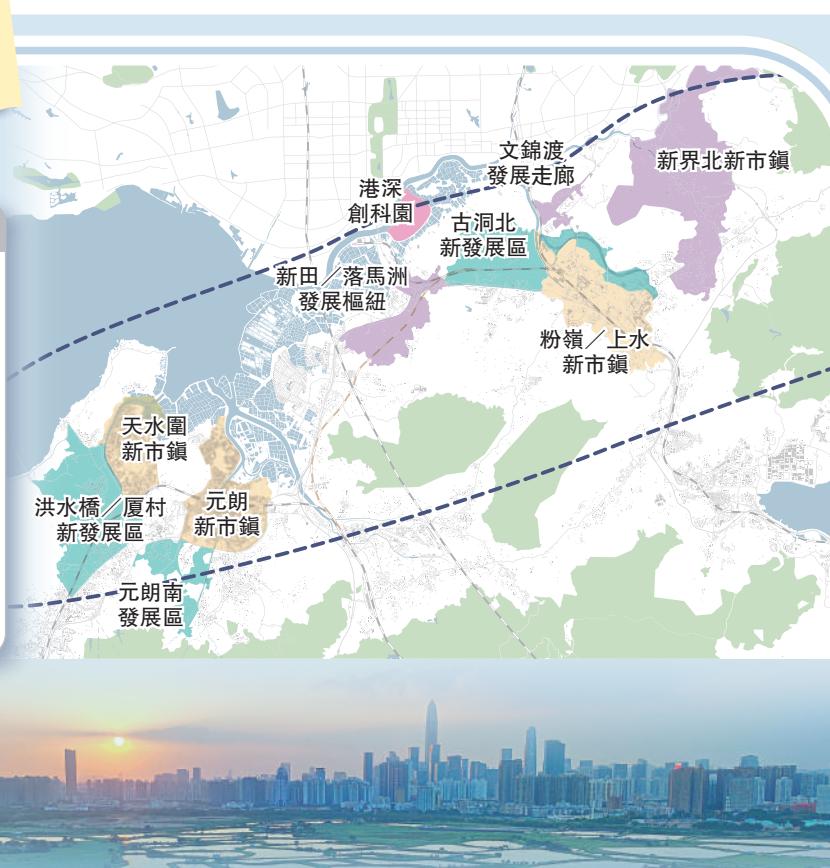 文錦渡
發展走廊
新界北新市鎮
港深
創科園
古洞北
新發展區
新田／落馬洲
發展樞紐
粉嶺／上水
新市鎮
天水圍
新市鎮
洪水橋／厦村
新發展區
元朗
新市鎮
元朗南
發展區